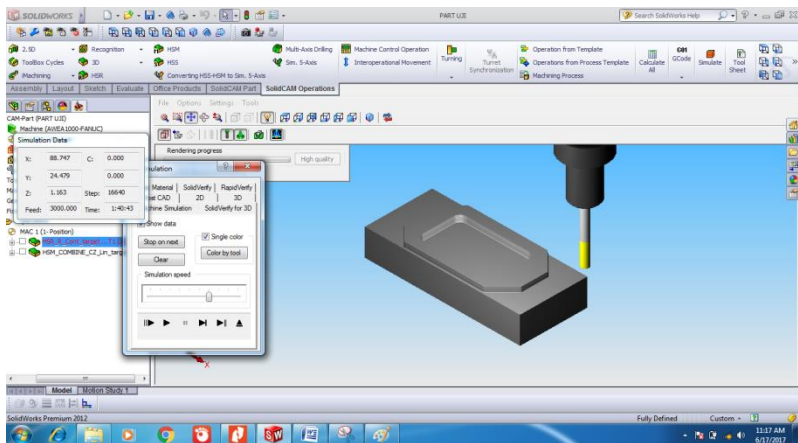 SOLIDWORKS
PART UJI
Search SolidWorks Help
2.5D
Recognition
HSM
Multi-Axis Drilling
Machine Control Operation
Turning
Turret Synchronization
Operation from Template
Calculate All
GCode
Simulate
Tool Sheet
ToolBox Cycles
3D
HSS
Sim. 5-Axis
Interoperational Movement
Operations from Process Template
Machining
HSR
Converting HSS-HSM to Sim. 5-Axis
Machining Process
Assembly
Layout
Sketch
Evaluate
Office Products
SolidCAM Part
SolidCAM Operations
File Options Settings Tools
CAM-Part (PART UJI)
Machine (AWEA1000-FANUC)
Simulation Data
X: 88.747 C: 0.000
Y: 24.479 0.000
Z: 1.163 Step: 16640
Feed: 3000.000 Time: 1:40:43
MAC 1 (1- Position)
HSM_COMBINE_CZ_Lin_targ
Rendering progress
High quality
ulation
Material
SolidVerify
RapidVerify
CAD
2D
3D
hine Simulation
SolidVerify for 3D
Show data
Stop on next
Single color
Clear
Color by tool
Simulation speed
X
Model
Motion Study 1
SolidWorks Premium 2012
Fully Defined
Custom
11:17 AM
6/17/2017